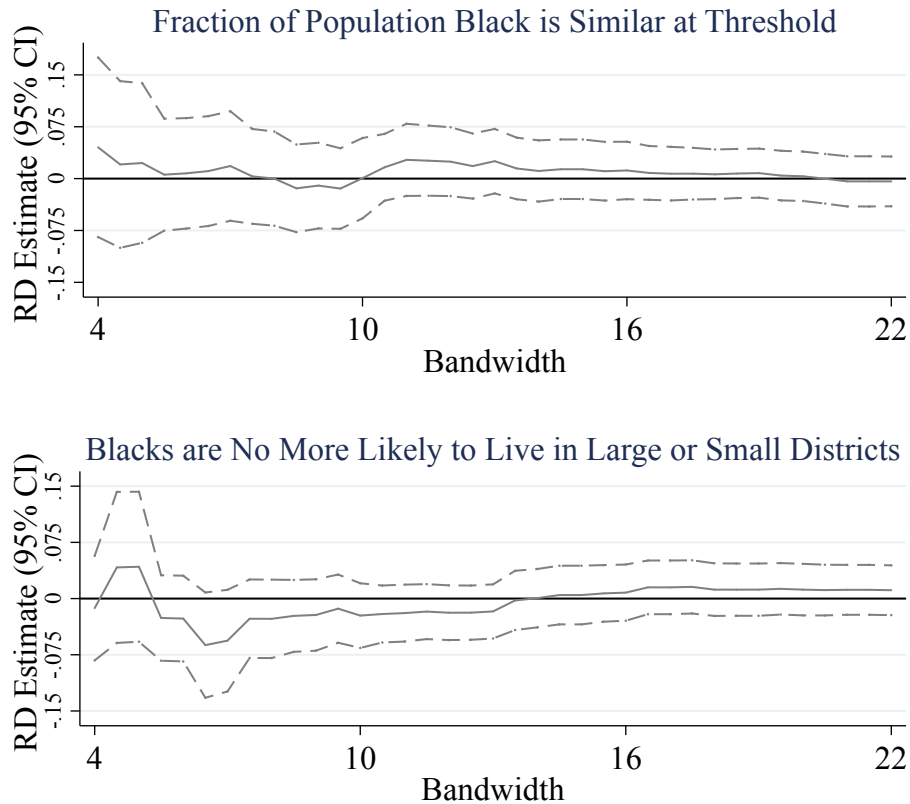 Fraction of Population Black is Similar at Threshold
RD Estimate (95% CI)
.15
.075
0
-.075
-.15
4 10 16 22
Bandwidth
Blacks are No More Likely to Live in Large or Small Districts
RD Estimate (95% CI)
.15
.075
0
-.075
-.15
4 10 16 22
Bandwidth